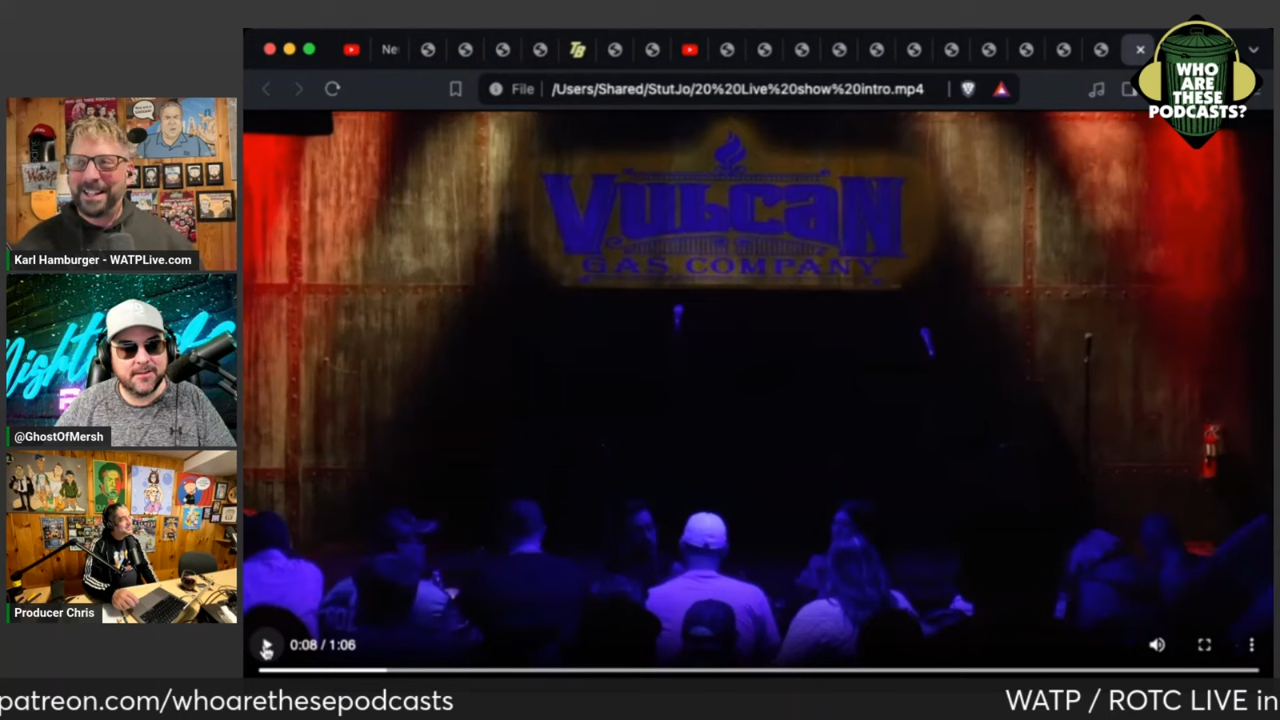 Ne
TB
File
/Users/Shared/StutJo/20%20Live%20show%20intro.mp4
WHO
ARE
THESE
PODCASTS?
VULCAN
GAS COMPANY
Karl Hamburger - WATPLive.com
@GhostOfMersh
Producer Chris
0:08 / 1:06
patreon.com/whoarethesepodcasts
WATP / ROTC LIVE in